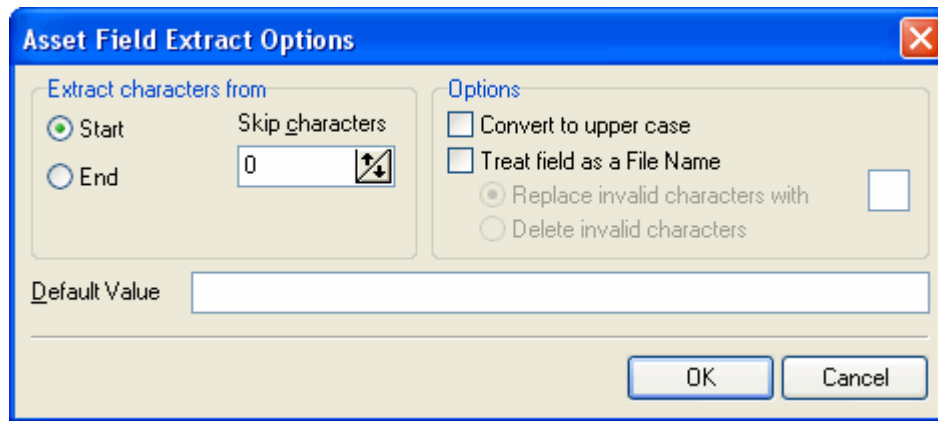 Asset Field Extract Options
Extract characters from
Start
Skip characters
0
End
Options
Convert to upper case
Treat field as a File Name
Replace invalid characters with
Delete invalid characters
Default Value
OK
Cancel